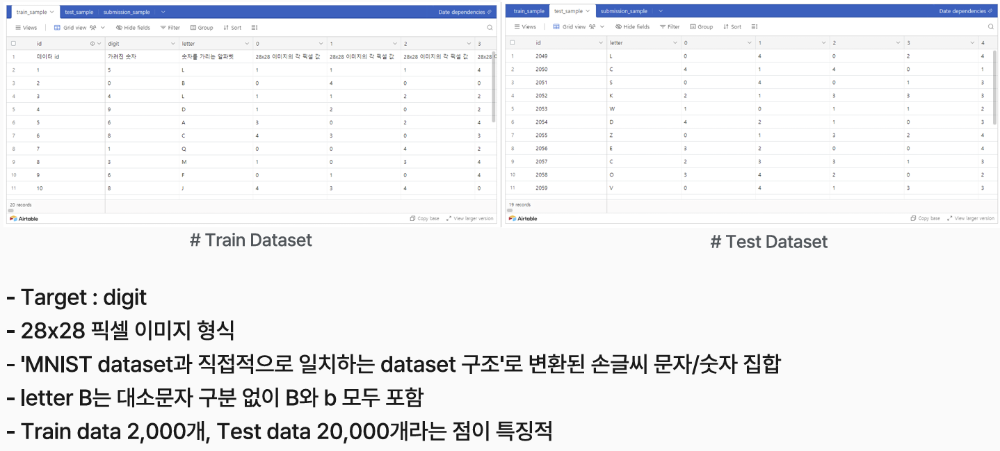 train_sample test_sample submission_sample Date dependencies
Views Grid view Hide fields Filter Group Sort
id digit letter 0 1 2 3
1 데이터 id 가려진 숫자 숫자를 가리는 알파벳 28x28 이미지의 각 픽셀 값 28x28 이미지의 각 픽셀 값 28x28 이미지의 각 픽셀 값 28x28
2 1 5 L 1 1 1 4
3 2 0 B 0 4 0 0
4 3 4 L 1 1 2 2
5 4 9 D 1 2 0 2
6 5 6 A 3 0 2 4
7 6 8 C 4 3 0 3
8 7 1 Q 0 0 4 2
9 8 3 M 1 0 3 4
10 9 6 F 0 1 0 4
11 10 8 J 4 3 4 0
20 records
Airtable Copy base View larger version
train_sample test_sample submission_sample Date dependencies
Views Grid view Hide fields Filter Group Sort
id letter 0 1 2 3 4
1 2049 L 0 4 0 2 4
2 2050 C 4 1 4 0 1
3 2051 S 0 4 0 1 3
4 2052 K 2 1 3 3 3
5 2053 W 1 0 1 1 2
6 2054 D 4 2 1 0 3
7 2055 Z 0 1 3 2 4
8 2056 E 3 2 0 0 4
9 2057 C 2 3 3 1 3
10 2058 O 3 4 2 0 2
11 2059 V 0 4 1 3 3
19 records
Airtable Copy base View larger version
# Train Dataset
# Test Dataset
- Target : digit
- 28x28 픽셀 이미지 형식
- 'MNIST dataset과 직접적으로 일치하는 dataset 구조'로 변환된 손글씨 문자/숫자 집합
- letter B는 대소문자 구분 없이 B와 b 모두 포함
- Train data 2,000개, Test data 20,000개라는 점이 특징적